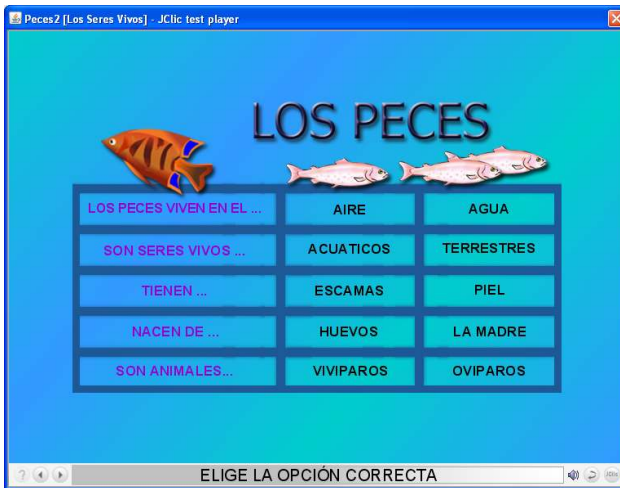 Peces2 [Los Seres Vivos] - JClic test player
LOS PECES
LOS PECES VIVEN EN EL ... AIRE AGUA
SON SERES VIVOS ... ACUATICOS TERRESTRES
TIENEN ... ESCAMAS PIEL
NACEN DE ... HUEVOS LA MADRE
SON ANIMALES... VIVIPAROS OVIPAROS
? ELIGE LA OPCIÓN CORRECTA JClic